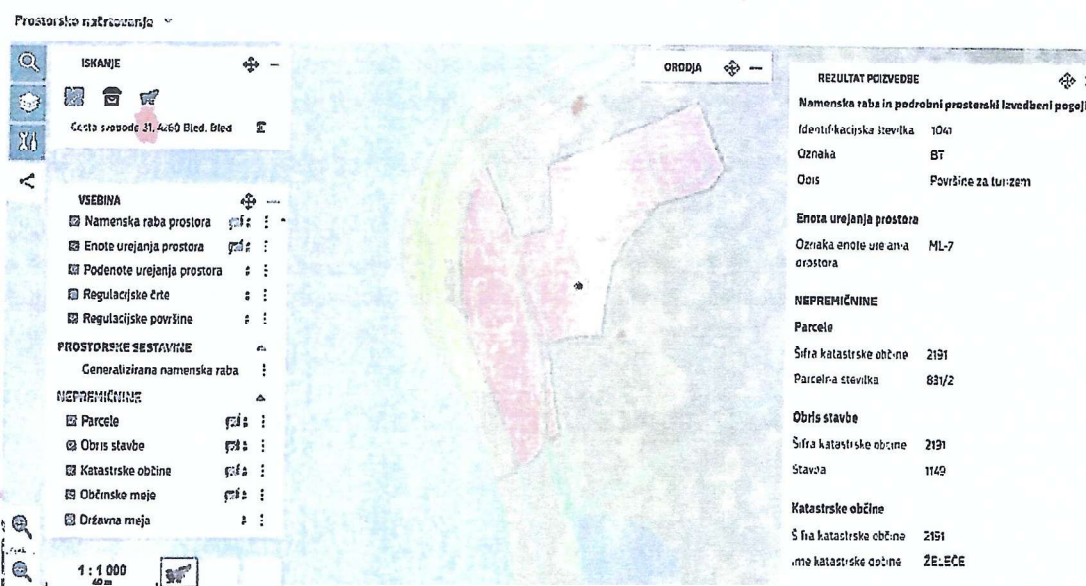 Prostorsko načrtovanje
ISKANJE
Cesta svobode 31, 4260 Bled, Bled
VSEBINA
Namenska raba prostora
Enote urejanja prostora
Podenote urejanja prostora
Regulacijske črte
Regulacijske površine
PROSTORSKE SESTAVINE
Generalizirana namenska raba
NEPREMIČNINE
Parcele
Obris stavbe
Katastrske občine
Občinske meje
Državna meja
1 : 1 000
40 m
ORODJA
REZULTAT POIZVEDBE
Namenska raba in podrobni prostorski izvedbeni pogoji
Identifikacijska številka 1041
Oznaka BT
Opis Površine za turizem
Enota urejanja prostora
Oznaka enote urejanja prostora ML-7
NEPREMIČNINE
Parcele
Šifra katastrske občine 2191
Parcelna številka 831/2
Obris stavbe
Šifra katastrske občine 2191
Stavba 1149
Katastrske občine
Šifra katastrske občine 2191
Ime katastrske občine ŽELEČE